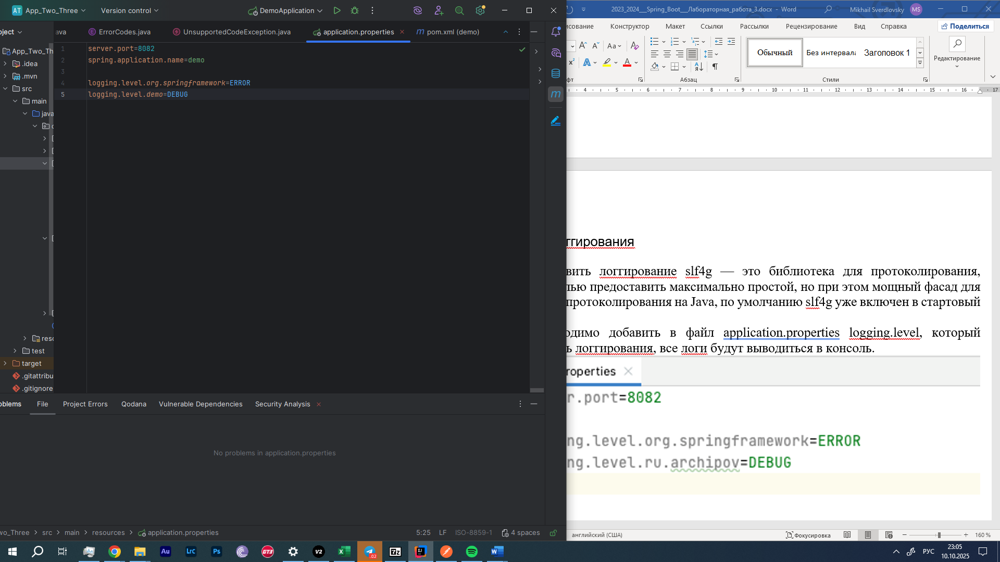 AT App_Two_Three Version control DemoApplication
2023_2024__Spring_Boot__Лабораторная_работа_3.docx - Word Mikhail Sverdlovsky MS
исование Конструктор Макет Ссылки Рассылки Рецензирование Вид Справка Поделиться
oject ava ErrorCodes.java UnsupportedCodeException.java application.properties pom.xml (demo)
1 server.port=8082
2 spring.application.name=demo
3
4 logging.level.org.springframework=ERROR
5 logging.level.demo=DEBUG
App_Two_Th
.idea
.mvn
src
main
java
reso
test
target
.gitattribu
.gitignore
Aa
Обычный Без интервала Заголовок 1
Редактирование
фт Абзац Стили
4 5 6 7 8 9 10 11 12 13 14 15 16 17
ггирования
вить логгирование slf4g — это библиотека для протоколирования,
лью предоставить максимально простой, но при этом мощный фасад для
протоколирования на Java, по умолчанию slf4g уже включен в стартовый
одимо добавить в файл application.properties logging.level, который
ь логгирования, все логи будут выводиться в консоль.
roperties
r.port=8082
ng.level.org.springframework=ERROR
ng.level.ru.archipov=DEBUG
oblems File Project Errors Qodana Vulnerable Dependencies Security Analysis
No problems in application.properties
wo_Three src main resources application.properties 5:25 LF ISO-8859-1 4 spaces
английский (США) Фокусировка 160 %
Au Lrc Ps GT3 V2 7z РУС
23:05
10.10.2025